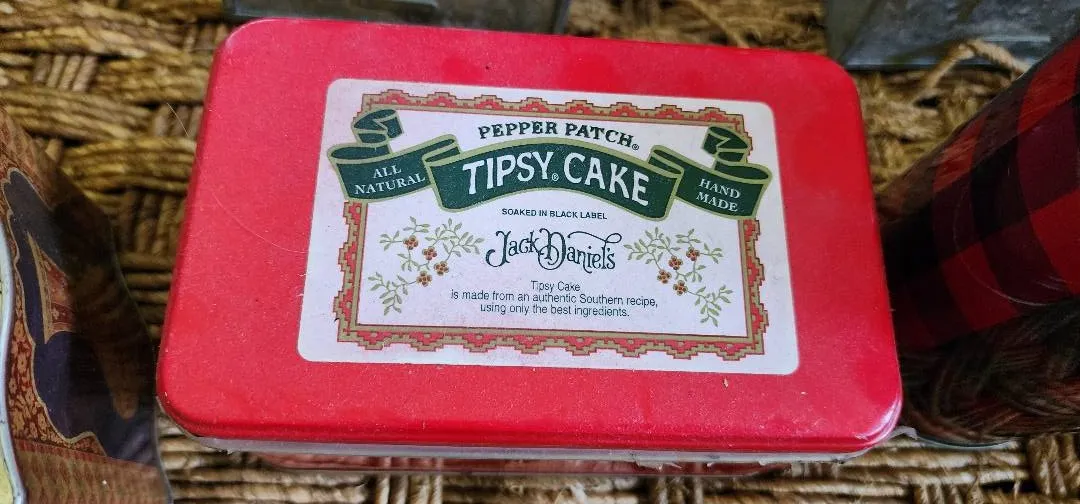 PEPPER PATCH®
ALL NATURAL
TIPSY® CAKE
HAND MADE
SOAKED IN BLACK LABEL
Jack Daniel's
Tipsy Cake
is made from an authentic Southern recipe,
using only the best ingredients.